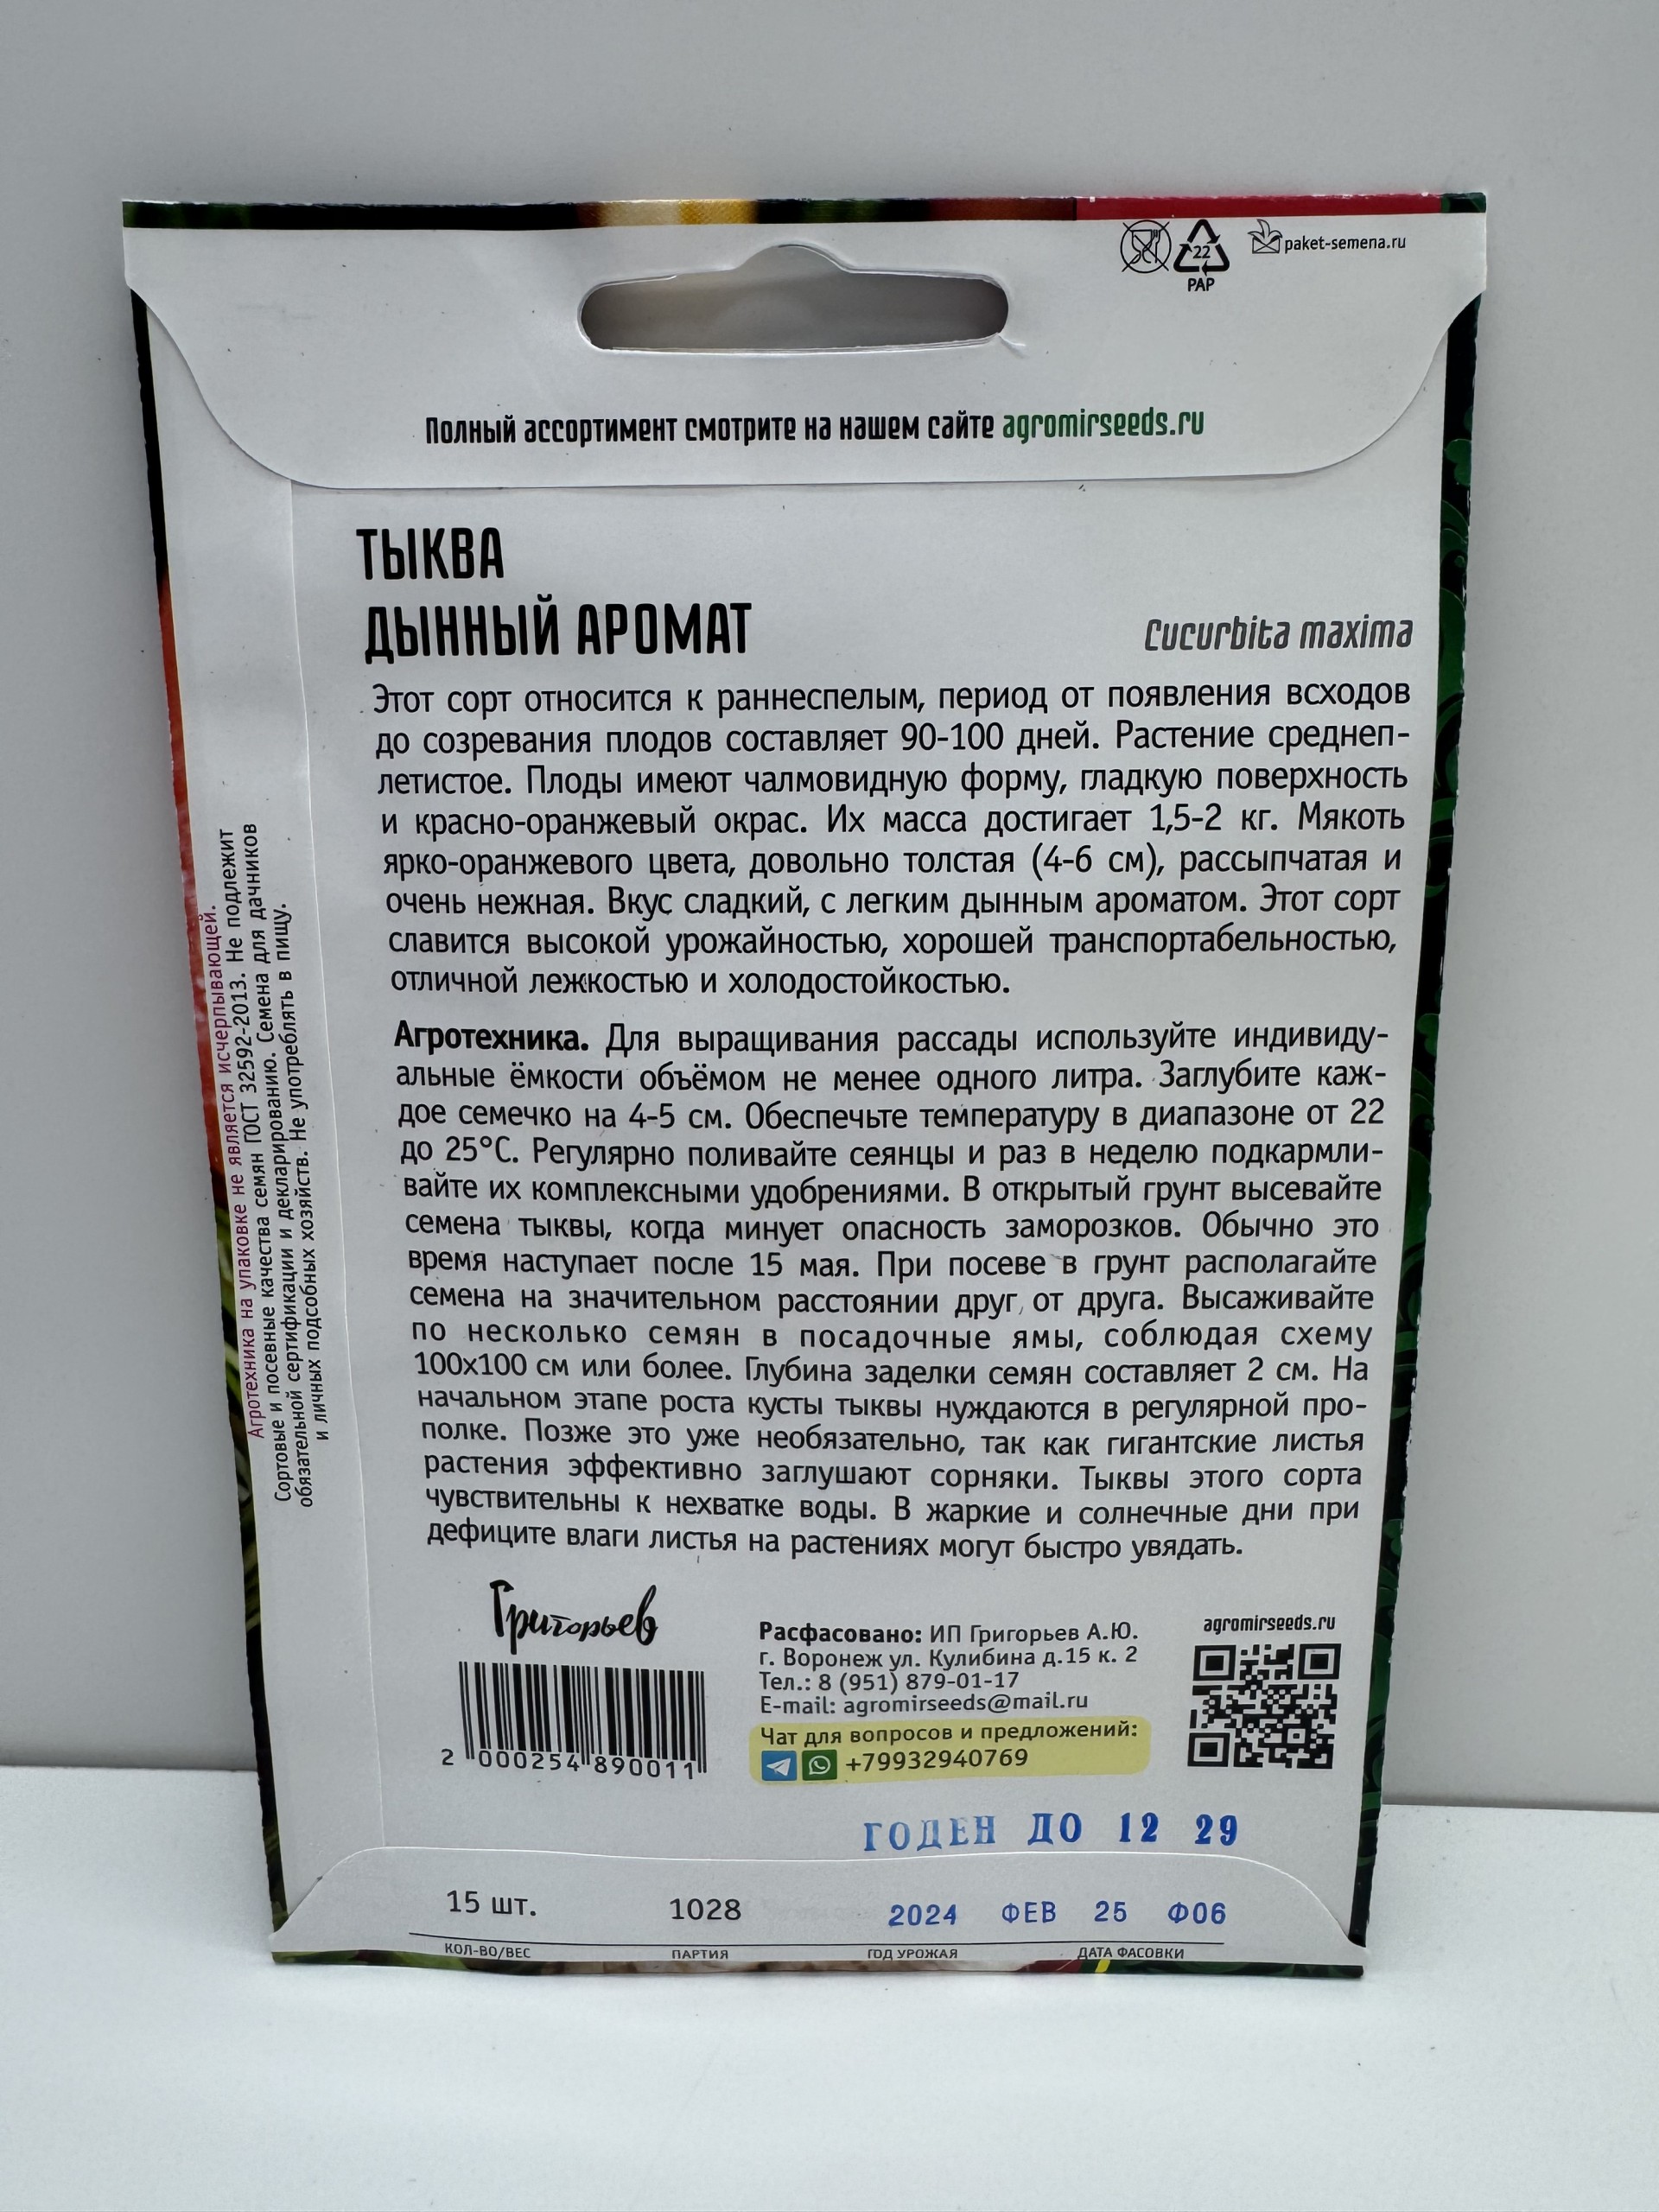 22
PAP
paket-semena.ru
Полный ассортимент смотрите на нашем сайте agromirseeds.ru
ТЫКВА
ДЫННЫЙ АРОМАТ
Cucurbita maxima
Этот сорт относится к раннеспелым, период от появления всходов
до созревания плодов составляет 90-100 дней. Растение среднеп-
летистое. Плоды имеют чалмовидную форму, гладкую поверхность
и красно-оранжевый окрас. Их масса достигает 1,5-2 кг. Мякоть
ярко-оранжевого цвета, довольно толстая (4-6 см), рассыпчатая и
очень нежная. Вкус сладкий, с легким дынным ароматом. Этот сорт
славится высокой урожайностью, хорошей транспортабельностью,
отличной лежкостью и холодостойкостью.
Агротехника. Для выращивания рассады используйте индивиду-
альные ёмкости объёмом не менее одного литра. Заглубите каж-
дое семечко на 4-5 см. Обеспечьте температуру в диапазоне от 22
до 25°С. Регулярно поливайте сеянцы и раз в неделю подкармли-
вайте их комплексными удобрениями. В открытый грунт высевайте
семена тыквы, когда минует опасность заморозков. Обычно это
время наступает после 15 мая. При посеве в грунт располагайте
семена на значительном расстоянии друг от друга. Высаживайте
по несколько семян в посадочные ямы, соблюдая схему
100х100 см или более. Глубина заделки семян составляет 2 см. На
начальном этапе роста кусты тыквы нуждаются в регулярной про-
полке. Позже это уже необязательно, так как гигантские листья
растения эффективно заглушают сорняки. Тыквы этого сорта
чувствительны к нехватке воды. В жаркие и солнечные дни при
дефиците влаги листья на растениях могут быстро увядать.
Агротехника на упаковке не является исчерпывающей.
Сортовые и посевные качества семян ГОСТ 32592-2013. Не подлежит
обязательной сертификации и декларированию. Семена для дачников
и личных подсобных хозяйств. Не употреблять в пищу.
Григорьев
2 000254 890011
Расфасовано: ИП Григорьев А.Ю.
г. Воронеж ул. Кулибина д.15 к. 2
Тел.: 8 (951) 879-01-17
E-mail: agromirseeds@mail.ru
Чат для вопросов и предложений:
+79932940769
agromirseeds.ru
ГОДЕН ДО 12 29
15 шт. 1028 2024 ФЕВ 25 Ф06
КОЛ-ВО/ВЕС ПАРТИЯ ГОД УРОЖАЯ ДАТА ФАСОВКИ